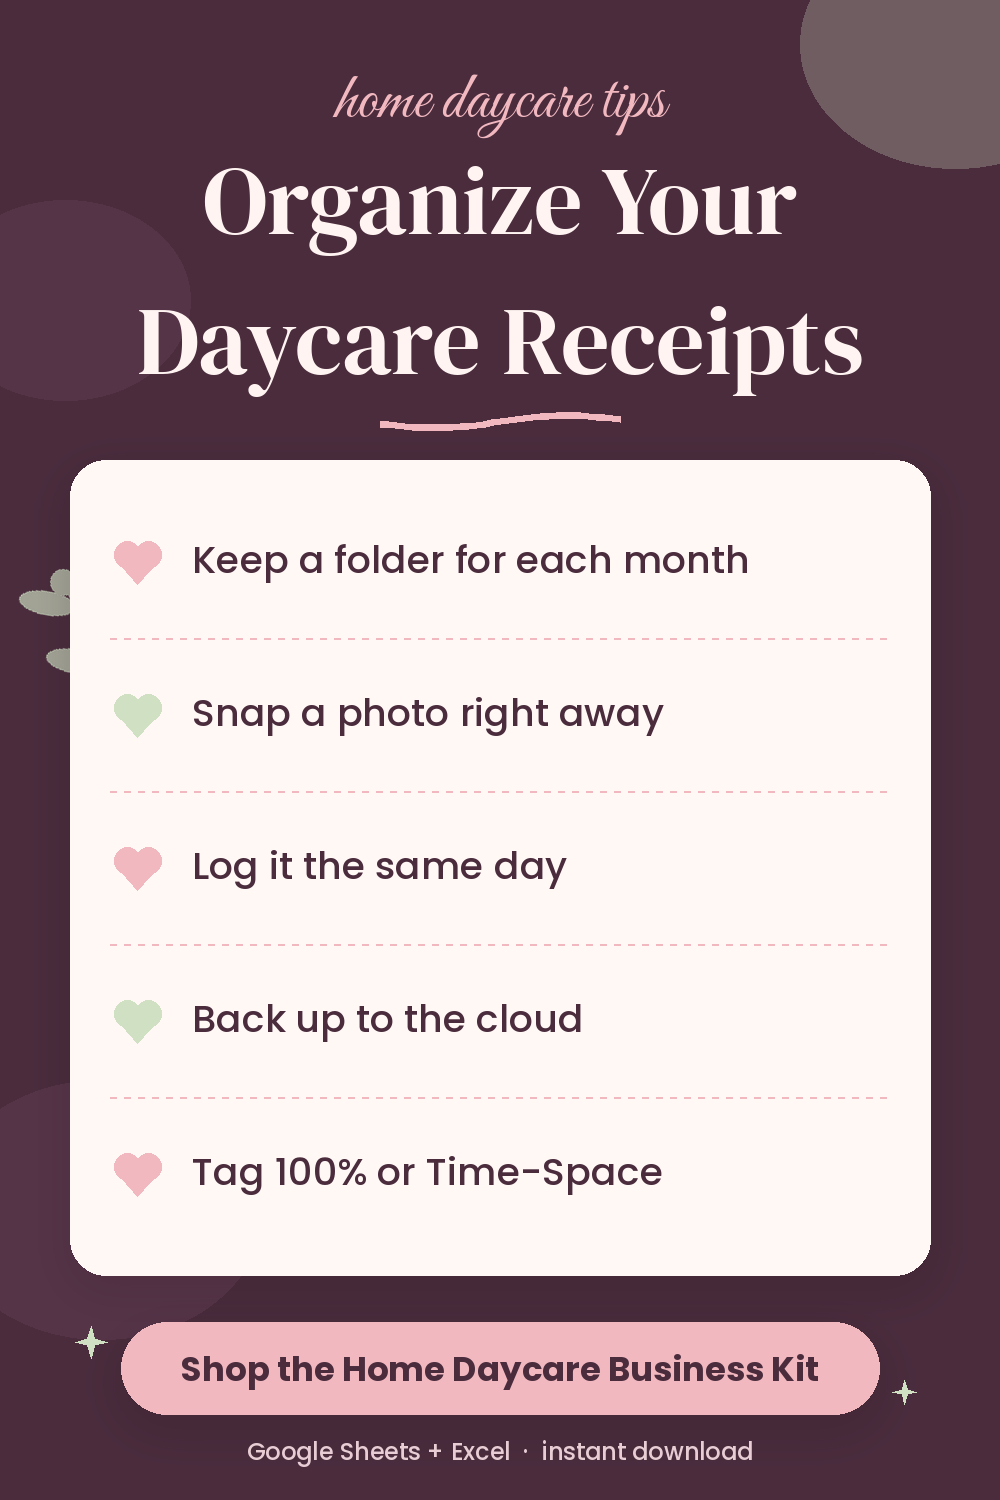 home daycare tips
Organize Your
Daycare Receipts
Keep a folder for each month
Snap a photo right away
Log it the same day
Back up to the cloud
Tag 100% or Time-Space
Shop the Home Daycare Business Kit
Google Sheets + Excel · instant download